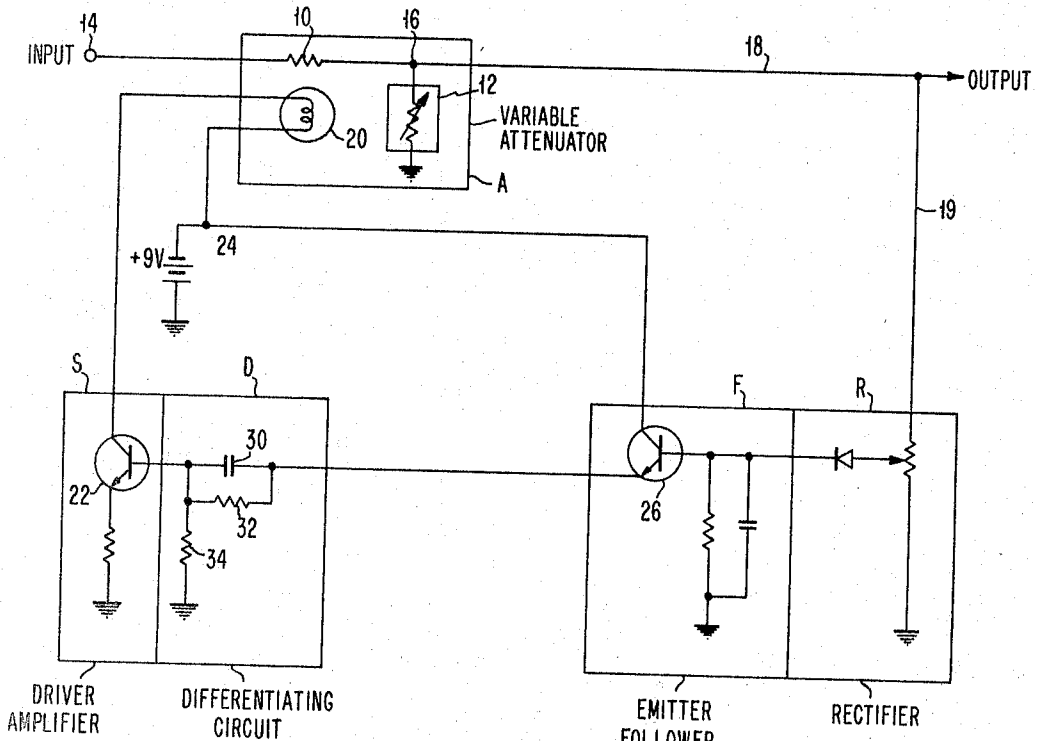 14
10
16
18
INPUT
OUTPUT
12
VARIABLE
ATTENUATOR
20
A
19
24
+9V
S
D
F
R
30
22
32
26
34
DRIVER
AMPLIFIER
DIFFERENTIATING
CIRCUIT
EMITTER
FOLLOWER
RECTIFIER